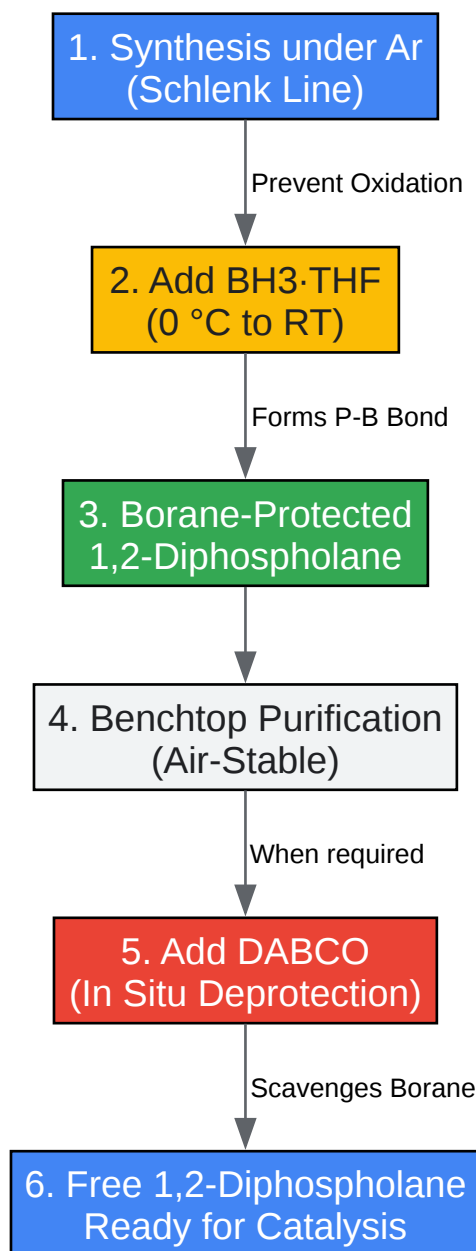 1. Synthesis under Ar
(Schlenk Line)
Prevent Oxidation
2. Add BH3·THF
(0 °C to RT)
Forms P-B Bond
3. Borane-Protected
1,2-Diphospholane
4. Benchtop Purification
(Air-Stable)
When required
5. Add DABCO
(In Situ Deprotection)
Scavenges Borane
6. Free 1,2-Diphospholane
Ready for Catalysis